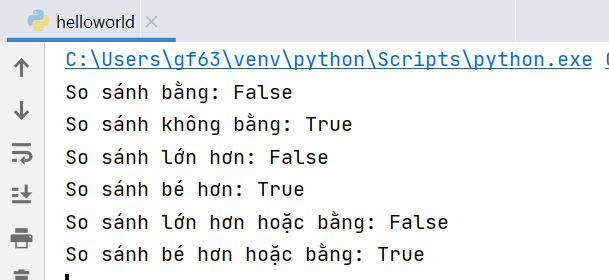 helloworld
C:\Users\gf63\venv\python\Scripts\python.exe
So sánh bằng: False
So sánh không bằng: True
So sánh lớn hơn: False
So sánh bé hơn: True
So sánh lớn hơn hoặc bằng: False
So sánh bé hơn hoặc bằng: True